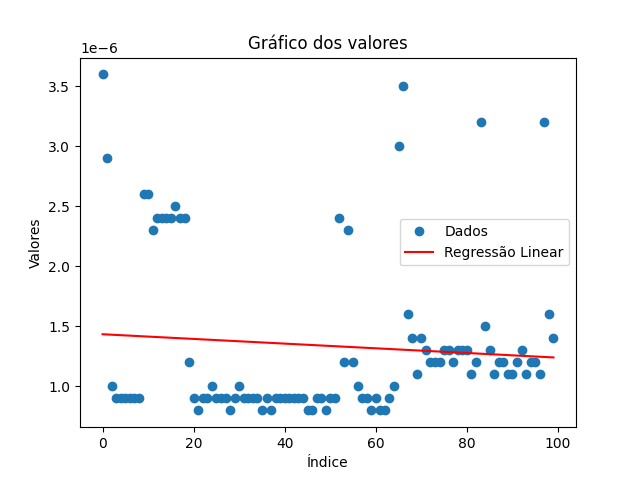 Gráfico dos valores
1e−6
3.5
3.0
2.5
2.0
1.5
1.0
Valores
Dados
Regressão Linear
0
20
40
60
80
100
Índice